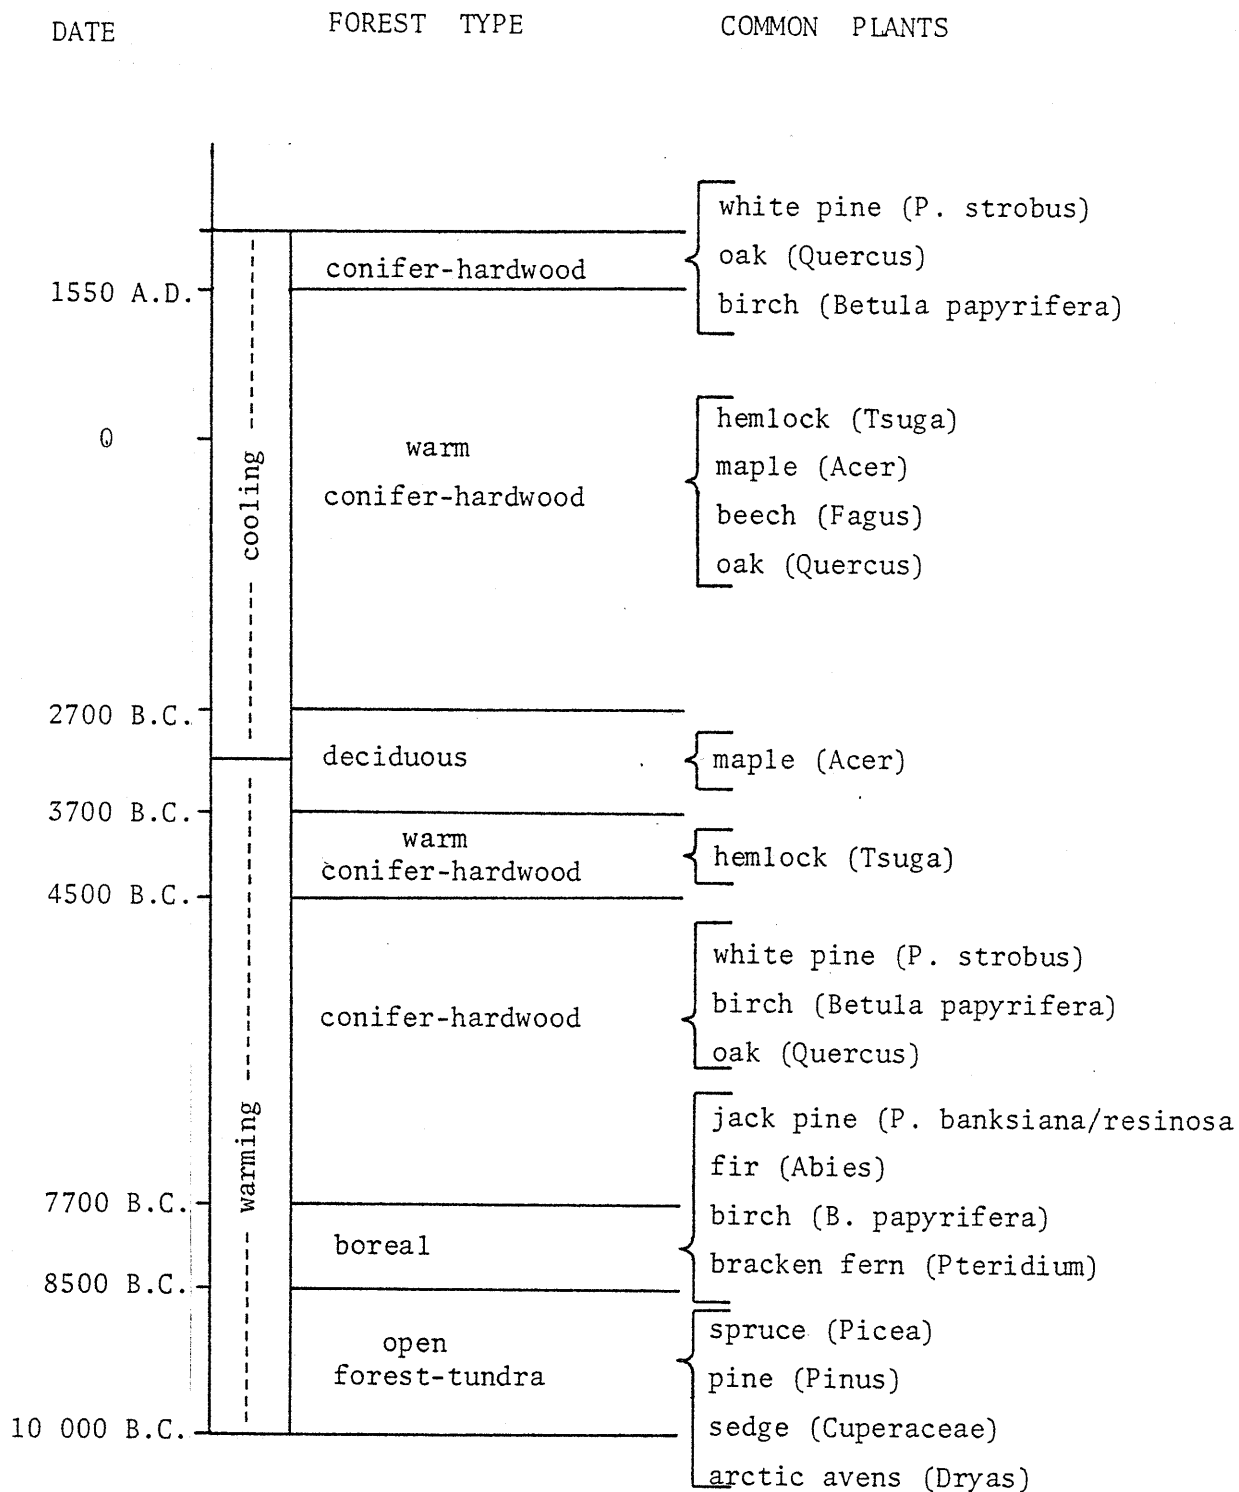 DATE FOREST TYPE COMMON PLANTS
white pine (P. strobus)
oak (Quercus)
birch (Betula papyrifera)
conifer-hardwood
1550 A.D.
hemlock (Tsuga)
maple (Acer)
beech (Fagus)
oak (Quercus)
0
warm
conifer-hardwood
cooling
2700 B.C.
deciduous
maple (Acer)
3700 B.C.
warm
conifer-hardwood
hemlock (Tsuga)
4500 B.C.
white pine (P. strobus)
birch (Betula papyrifera)
oak (Quercus)
conifer-hardwood
warming
jack pine (P. banksiana/resinosa
fir (Abies)
birch (B. papyrifera)
bracken fern (Pteridium)
7700 B.C.
boreal
8500 B.C.
open
forest-tundra
spruce (Picea)
pine (Pinus)
sedge (Cuperaceae)
arctic avens (Dryas)
10 000 B.C.